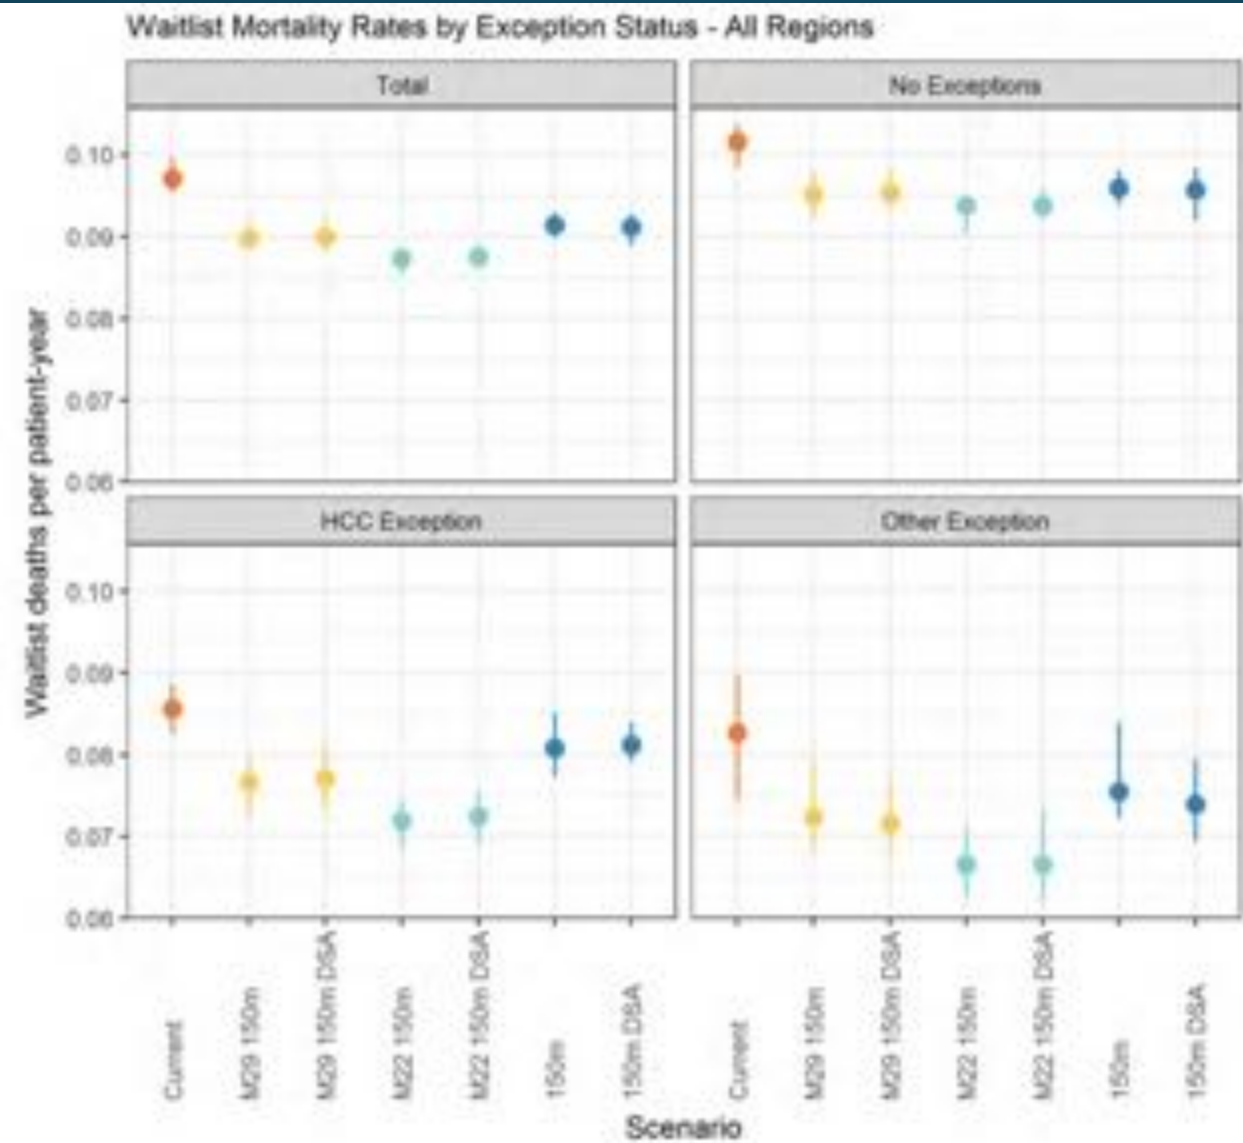 Waitlist Mortality Rates by Exception Status - All Regions
Total
No Exceptions
0.10
0.09
0.08
0.07
0.06
HCC Exception
Other Exception
0.10
0.09
0.08
0.07
0.06
Waitlist deaths per patient-year
Current
M29 150m
M29 150m DSA
M22 150m
M22 150m DSA
150m
150m DSA
Current
M29 150m
M29 150m DSA
M22 150m
M22 150m DSA
150m
150m DSA
Scenario